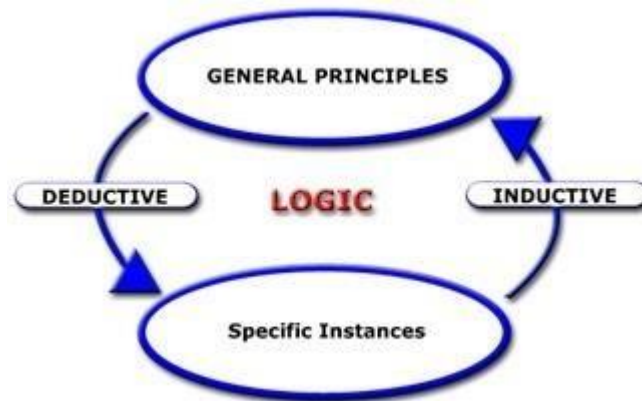 GENERAL PRINCIPLES
DEDUCTIVE
LOGIC
INDUCTIVE
Specific Instances